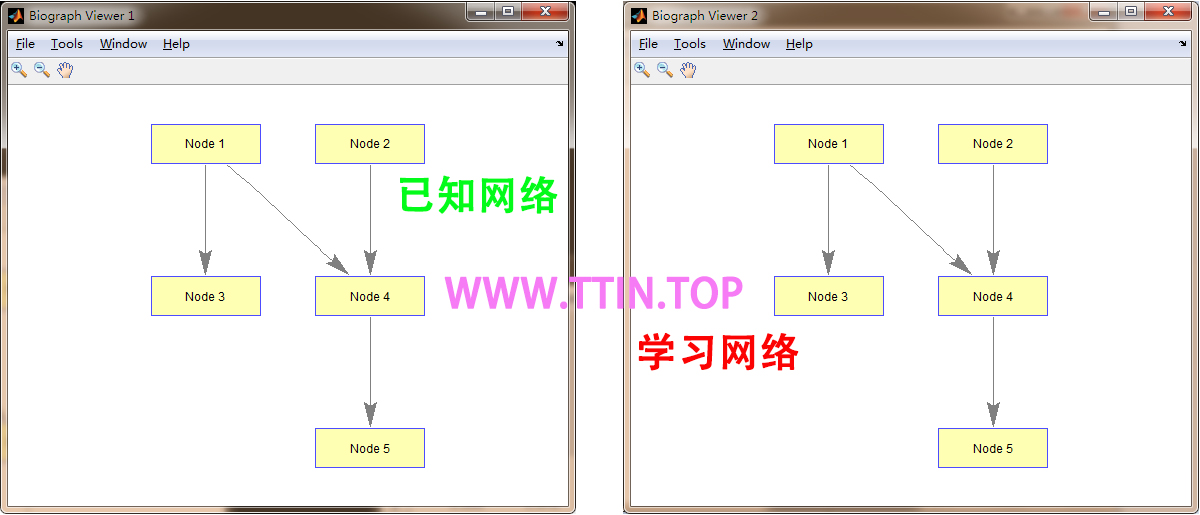 Biograph Viewer 1
File Tools Window Help
Node 1 Node 2
已知网络
Node 3 Node 4
Node 5
WWW.TTIN.TOP
Biograph Viewer 2
File Tools Window Help
Node 1 Node 2
Node 3 Node 4
学习网络
Node 5